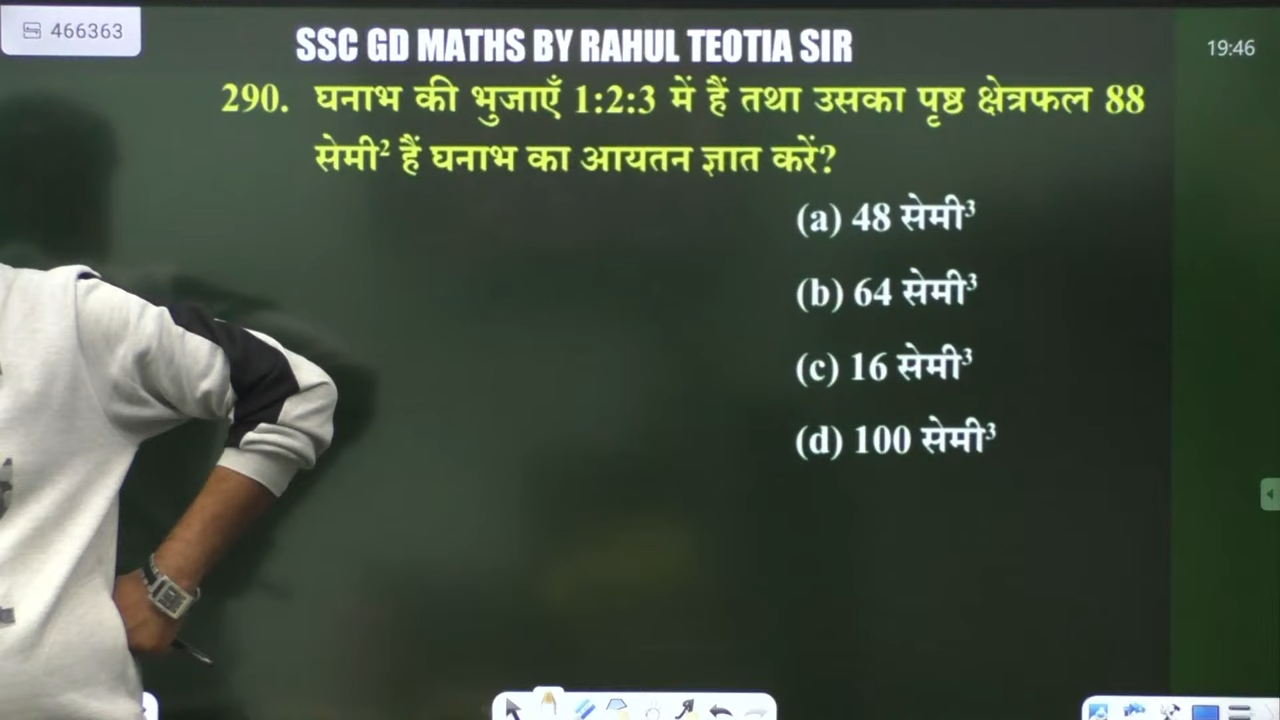 466363
SSC GD MATHS BY RAHUL TEOTIA SIR
19:46
290. घनाभ की भुजाएँ 1:2:3 में हैं तथा उसका पृष्ठ क्षेत्रफल 88
सेमी² हैं घनाभ का आयतन ज्ञात करें?
(a) 48 सेमी³
(b) 64 सेमी³
(c) 16 सेमी³
(d) 100 सेमी³